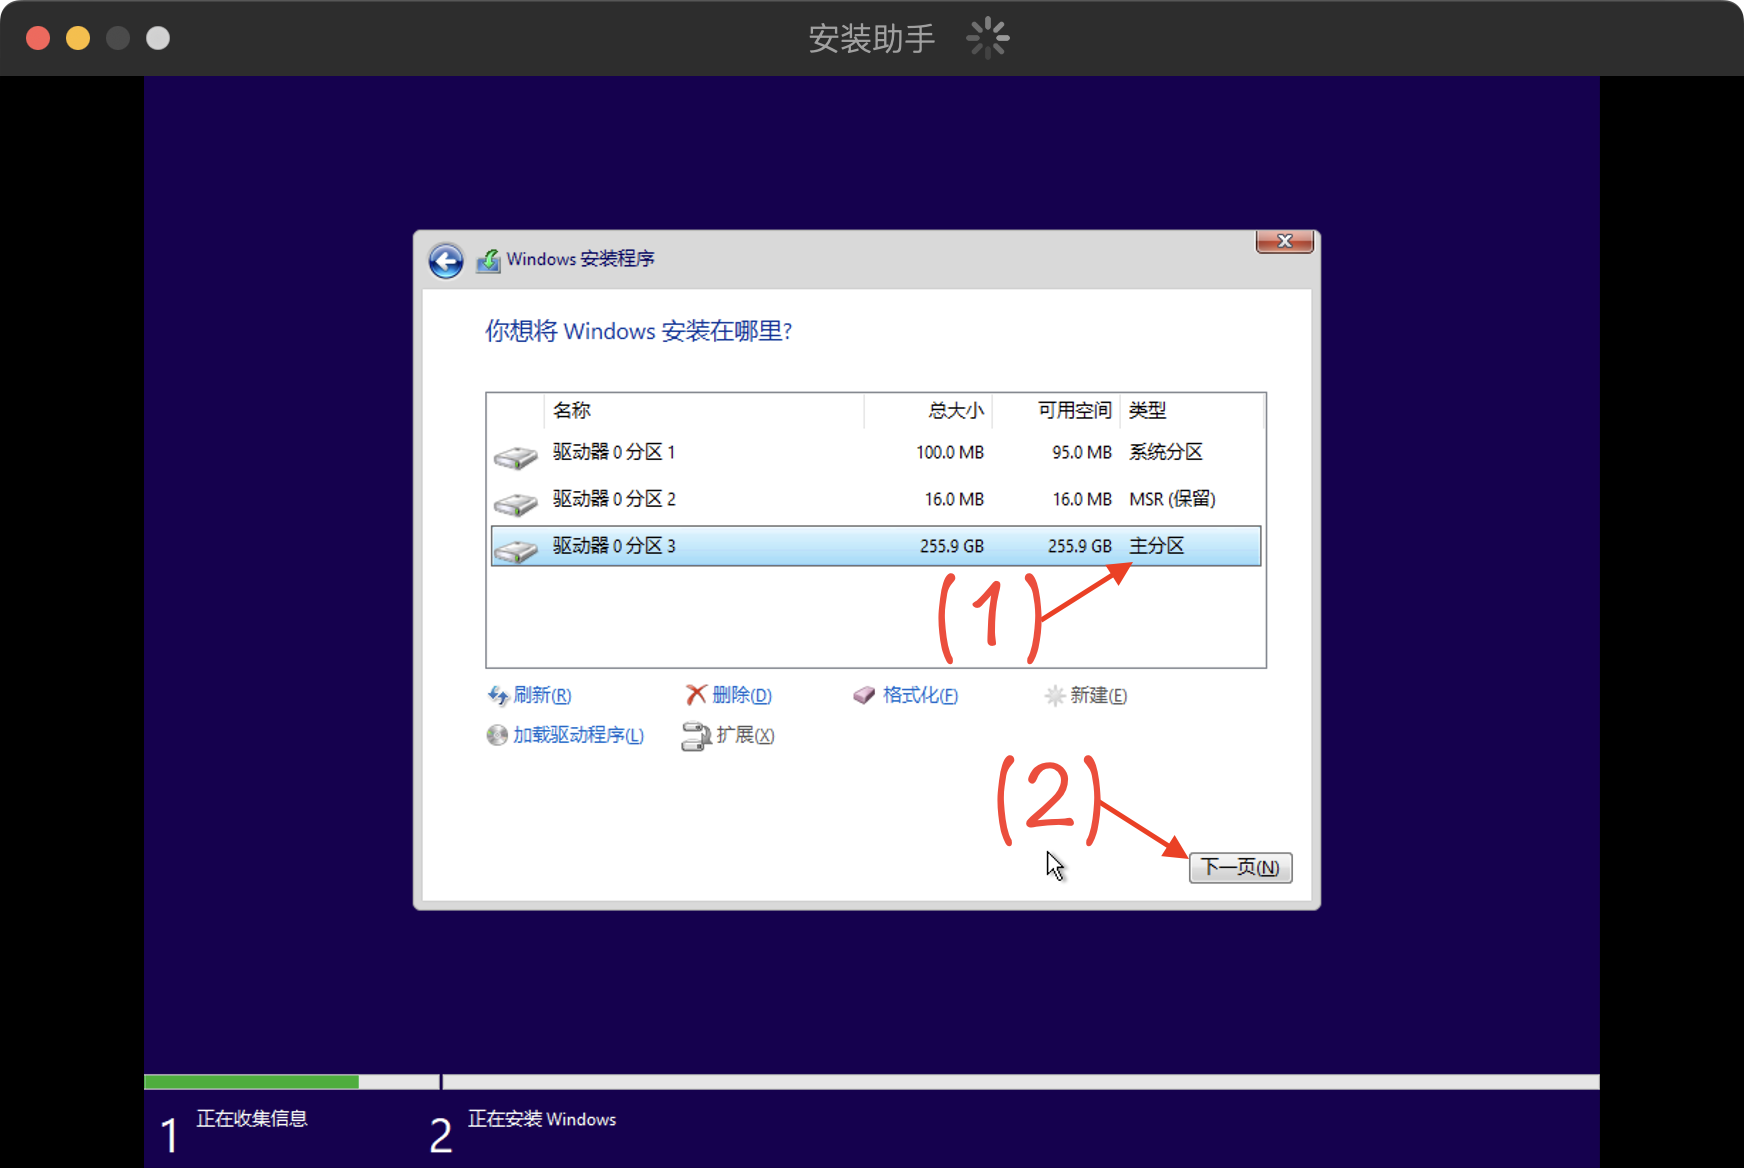 安装助手
Windows 安装程序
你想将 Windows 安装在哪里?
名称 总大小 可用空间 类型
驱动器 0 分区 1 100.0 MB 95.0 MB 系统分区
驱动器 0 分区 2 16.0 MB 16.0 MB MSR (保留)
驱动器 0 分区 3 255.9 GB 255.9 GB 主分区
(1)
刷新(R) 删除(D) 格式化(F) 新建(E)
加载驱动程序(L) 扩展(X)
(2)
下一页(N)
1 正在收集信息 2 正在安装 Windows